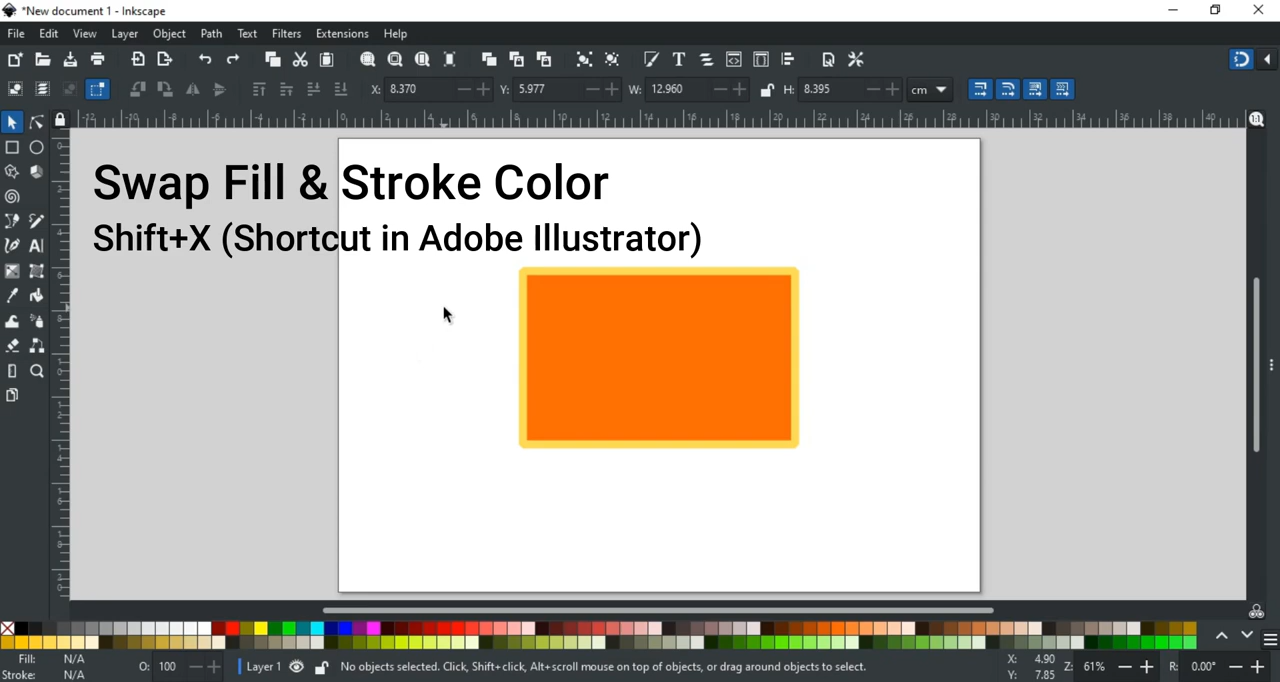 *New document 1 - Inkscape
File Edit View Layer Object Path Text Filters Extensions Help
X: 8.370 Y: 5.977 W: 12.960 H: 8.395 cm
Swap Fill & Stroke Color
Shift+X (Shortcut in Adobe Illustrator)
Fill: N/A
Stroke: N/A
O: 100
Layer 1
No objects selected. Click, Shift+click, Alt+scroll mouse on top of objects, or drag around objects to select.
X: 4.90
Y: 7.85
Z: 61%
R: 0.00°